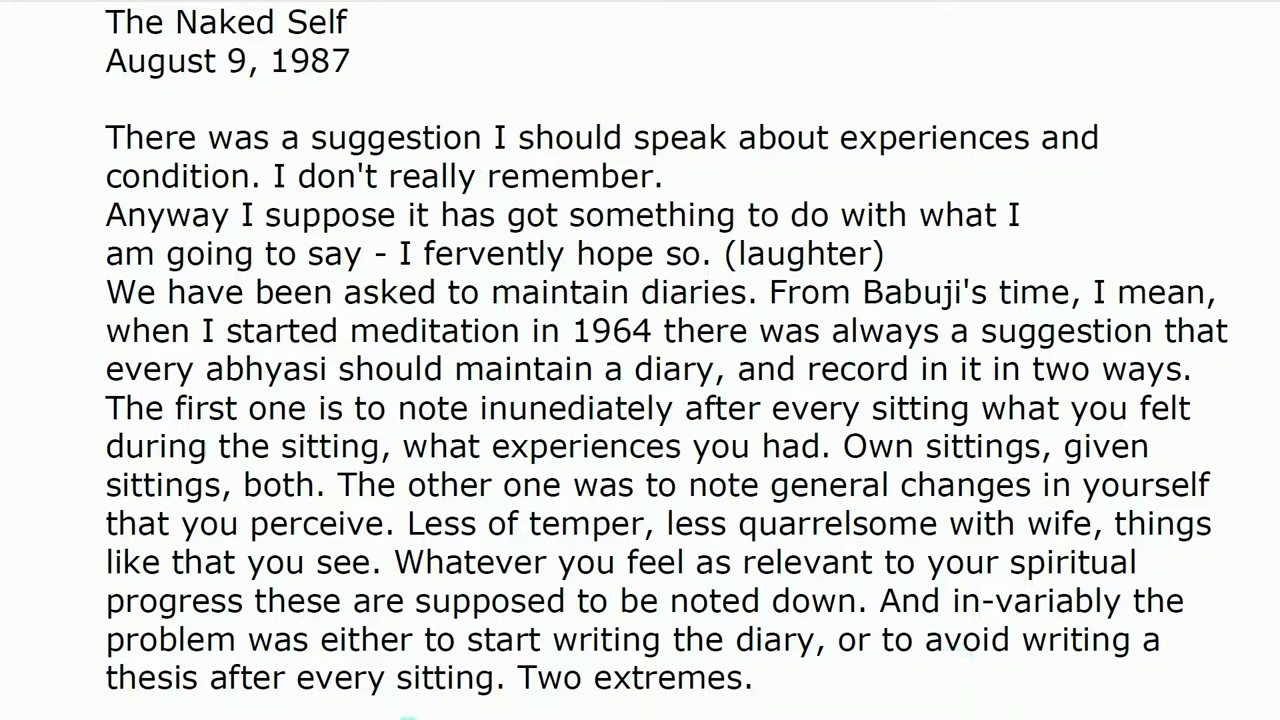 The Naked Self
August 9, 1987
There was a suggestion I should speak about experiences and
condition. I don't really remember.
Anyway I suppose it has got something to do with what I
am going to say - I fervently hope so. (laughter)
We have been asked to maintain diaries. From Babuji's time, I mean,
when I started meditation in 1964 there was always a suggestion that
every abhyasi should maintain a diary, and record in it in two ways.
The first one is to note inunediately after every sitting what you felt
during the sitting, what experiences you had. Own sittings, given
sittings, both. The other one was to note general changes in yourself
that you perceive. Less of temper, less quarrelsome with wife, things
like that you see. Whatever you feel as relevant to your spiritual
progress these are supposed to be noted down. And in-variably the
problem was either to start writing the diary, or to avoid writing a
thesis after every sitting. Two extremes.